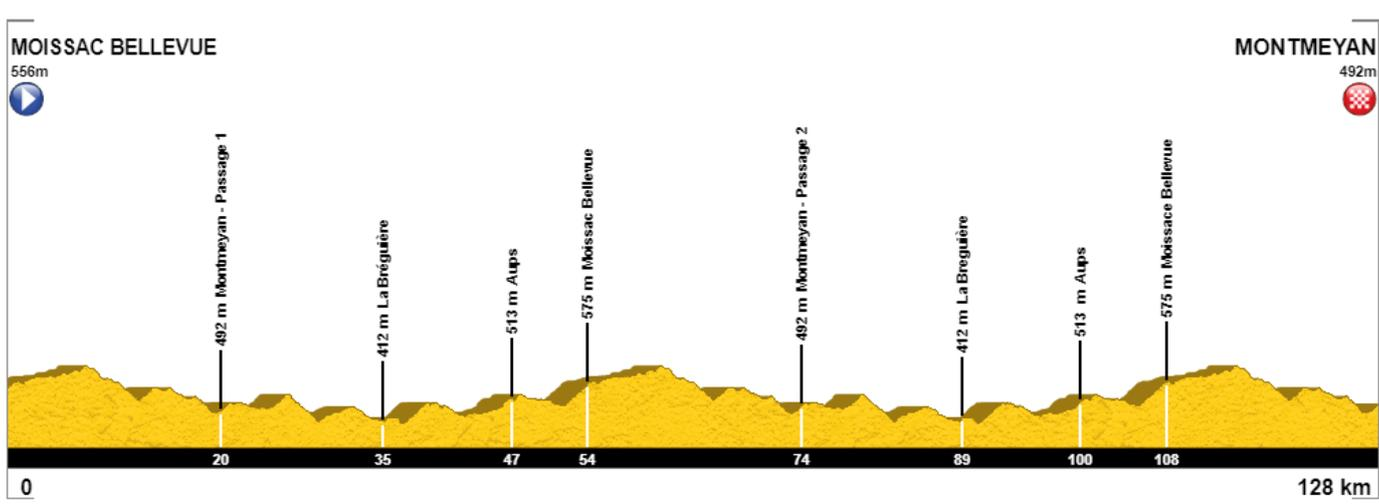 MOISSAC BELLEVUE
556m
MONTMEYAN
492m
492 m Montmeyan - Passage 1
412 m La Bréguière
513 m Aups
575 m Moissac Bellevue
492 m Montmeyan - Passage 2
412 m La Breguière
513 m Aups
575 m Moissace Bellevue
20
35
47
54
74
89
100
108
0
128 km